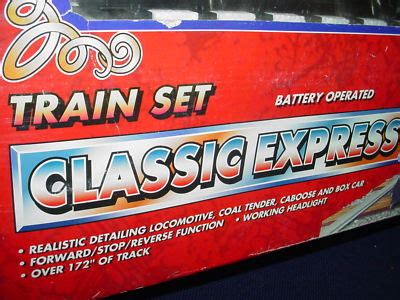 TRAIN SET
BATTERY OPERATED
CLASSIC EXPRESS
• REALISTIC DETAILING LOCOMOTIVE, COAL TENDER, CABOOSE AND BOX CAR
• FORWARD/STOP/REVERSE FUNCTION • WORKING HEADLIGHT
• OVER 172" OF TRACK